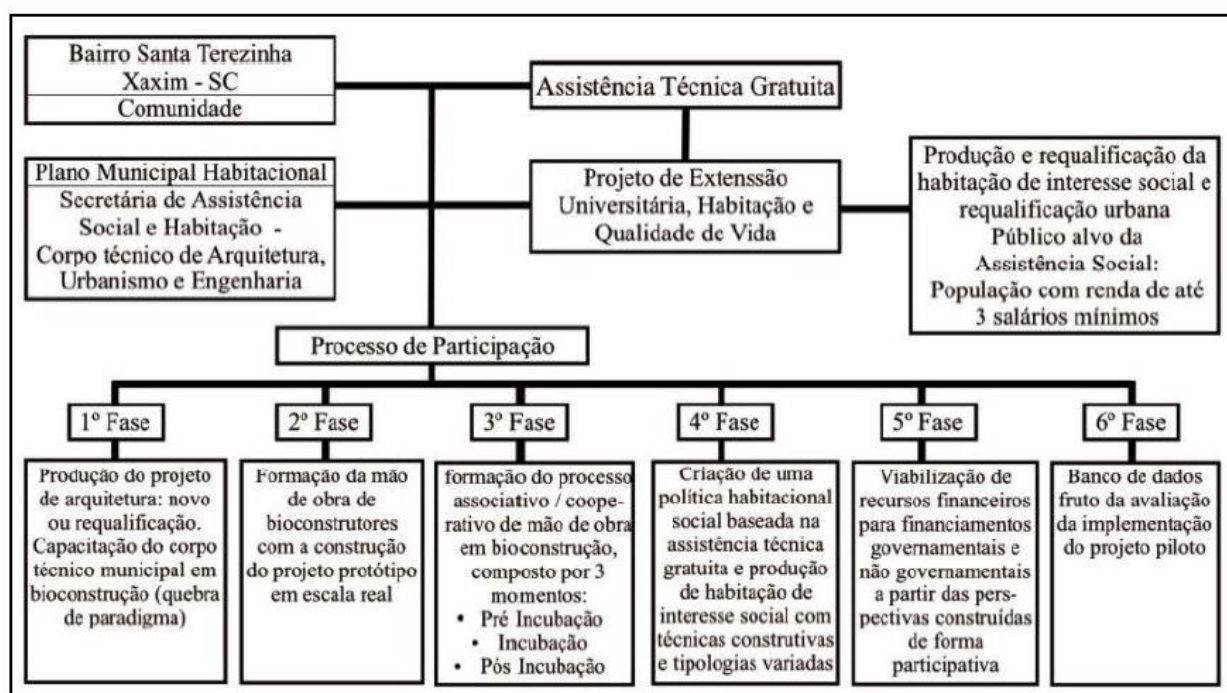 Bairro Santa Terezinha
Xaxim - SC
Comunidade
Assistência Técnica Gratuita
Plano Municipal Habitacional
Secretária de Assistência
Social e Habitação -
Corpo técnico de Arquitetura,
Urbanismo e Engenharia
Projeto de Extenssão
Universitária, Habitação e
Qualidade de Vida
Produção e requalificação da
habitação de interesse social e
requalificação urbana
Público alvo da
Assistência Social:
População com renda de até
3 salários mínimos
Processo de Participação
1º Fase
Produção do projeto
de arquitetura: novo
ou requalificação.
Capacitação do corpo
técnico municipal em
bioconstrução (quebra
de paradigma)
2º Fase
Formação da mão
de obra de
bioconstrutores
com a construção
do projeto protótipo
em escala real
3º Fase
formação do processo
associativo / coope-
rativo de mão de obra
em bioconstrução,
composto por 3
momentos:
• Pré Incubação
• Incubação
• Pós Incubação
4º Fase
Criação de uma
política habitacional
social baseada na
assistência técnica
gratuita e produção
de habitação de
interesse social com
técnicas construtivas
e tipologias variadas
5º Fase
Viabilização de
recursos financeiros
para financiamentos
governamentais e
não governamentais
a partir das pers-
pectivas construídas
de forma
participativa
6º Fase
Banco de dados
fruto da avaliação
da implementação
do projeto piloto